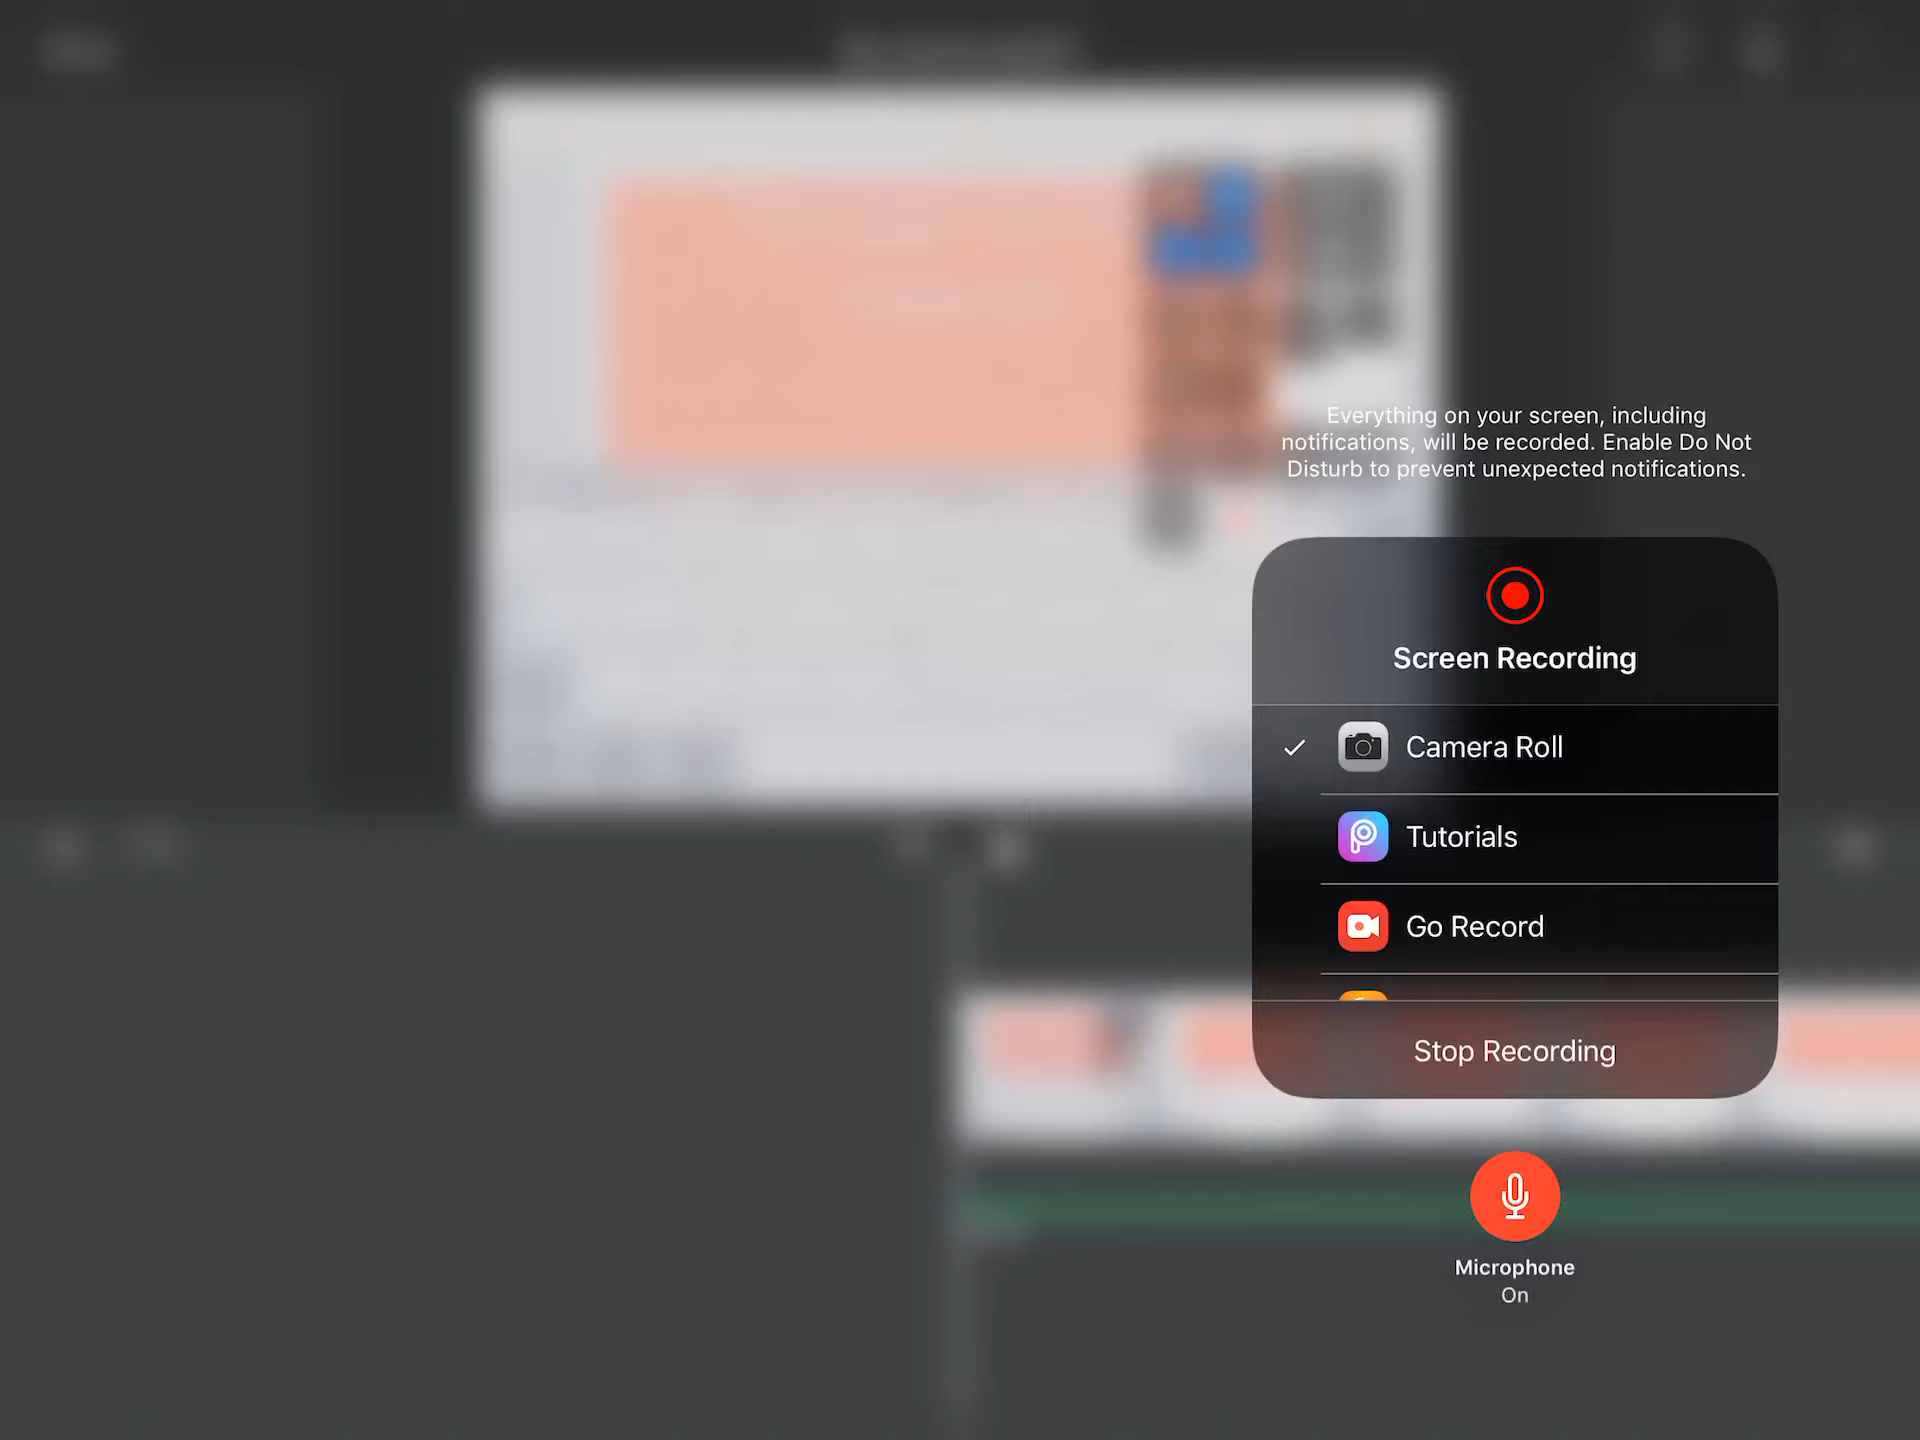 Everything on your screen, including
notifications, will be recorded. Enable Do Not
Disturb to prevent unexpected notifications.
Screen Recording
Camera Roll
Tutorials
Go Record
Stop Recording
Microphone
On